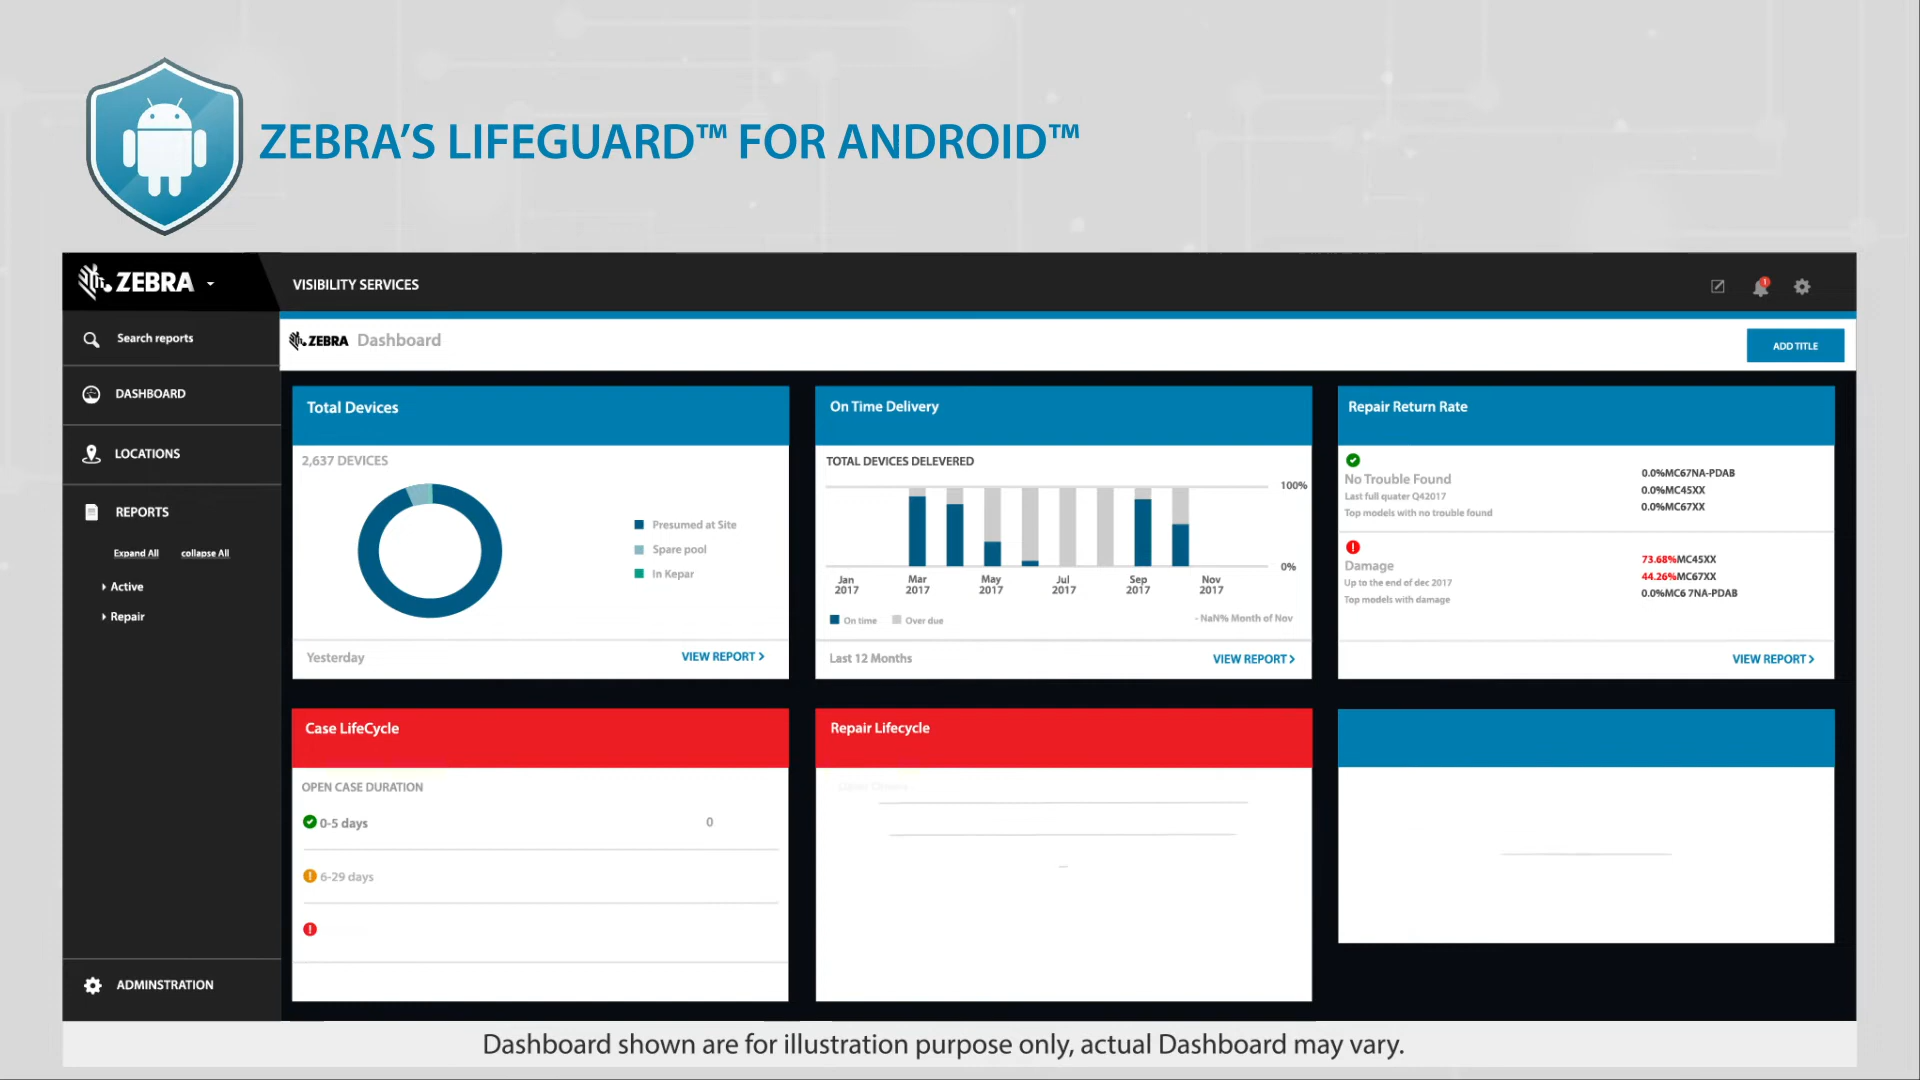 ZEBRA'S LIFEGUARD™ FOR ANDROID™
ZEBRA
VISIBILITY SERVICES
1
Search reports
DASHBOARD
LOCATIONS
REPORTS
Expand All
collapse All
Active
Repair
ADMINSTRATION
ZEBRA Dashboard
ADD TITLE
Total Devices
2,637 DEVICES
Presumed at Site
Spare pool
In Kepar
Yesterday
VIEW REPORT >
On Time Delivery
TOTAL DEVICES DELEVERED
100%
0%
Jan 2017
Mar 2017
May 2017
Jul 2017
Sep 2017
Nov 2017
On time
Over due
- NaN% Month of Nov
Last 12 Months
VIEW REPORT >
Repair Return Rate
No Trouble Found
Last full quater Q42017
Top models with no trouble found
0.0%MC67NA-PDAB
0.0%MC45XX
0.0%MC67XX
Damage
Up to the end of dec 2017
Top models with damage
73.68%MC45XX
44.26%MC67XX
0.0%MC6 7NA-PDAB
VIEW REPORT >
Case LifeCycle
OPEN CASE DURATION
0-5 days
0
6-29 days
Repair Lifecycle
Dashboard shown are for illustration purpose only, actual Dashboard may vary.